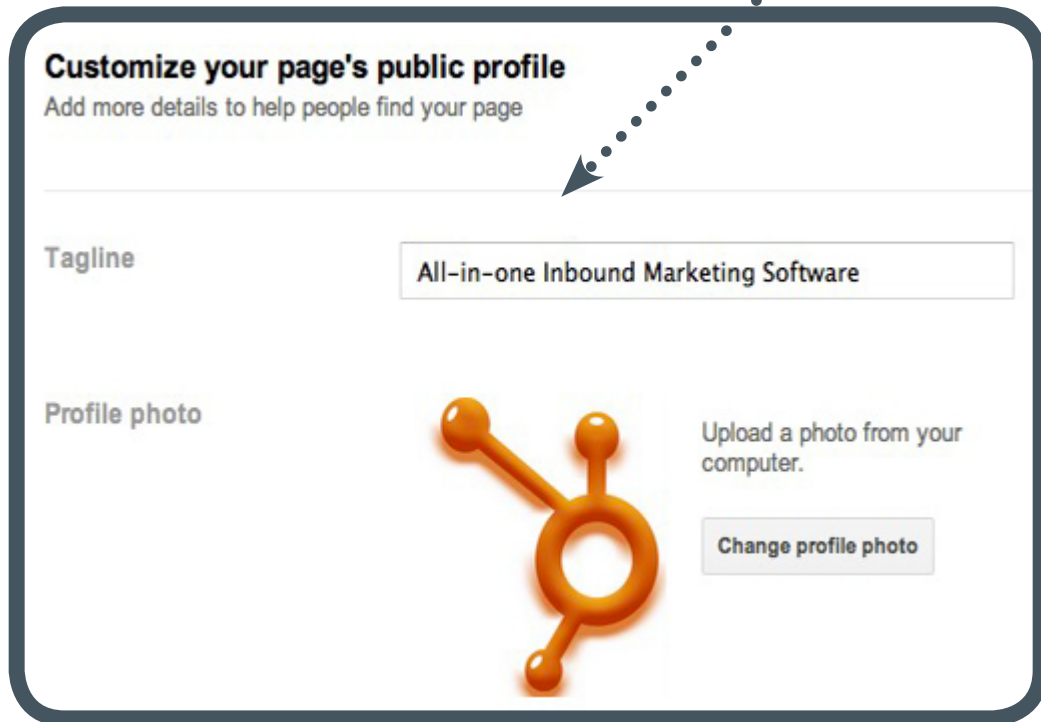 Customize your page's public profile
Add more details to help people find your page
Tagline
All-in-one Inbound Marketing Software
Profile photo
Upload a photo from your
computer.
Change profile photo